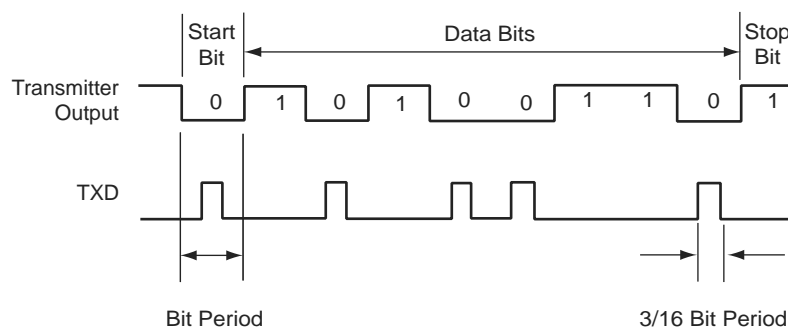 Start
Bit
Data Bits
Stop
Bit
Transmitter
Output
0 1 0 1 0 0 1 1 0 1
TXD
Bit Period
3/16 Bit Period